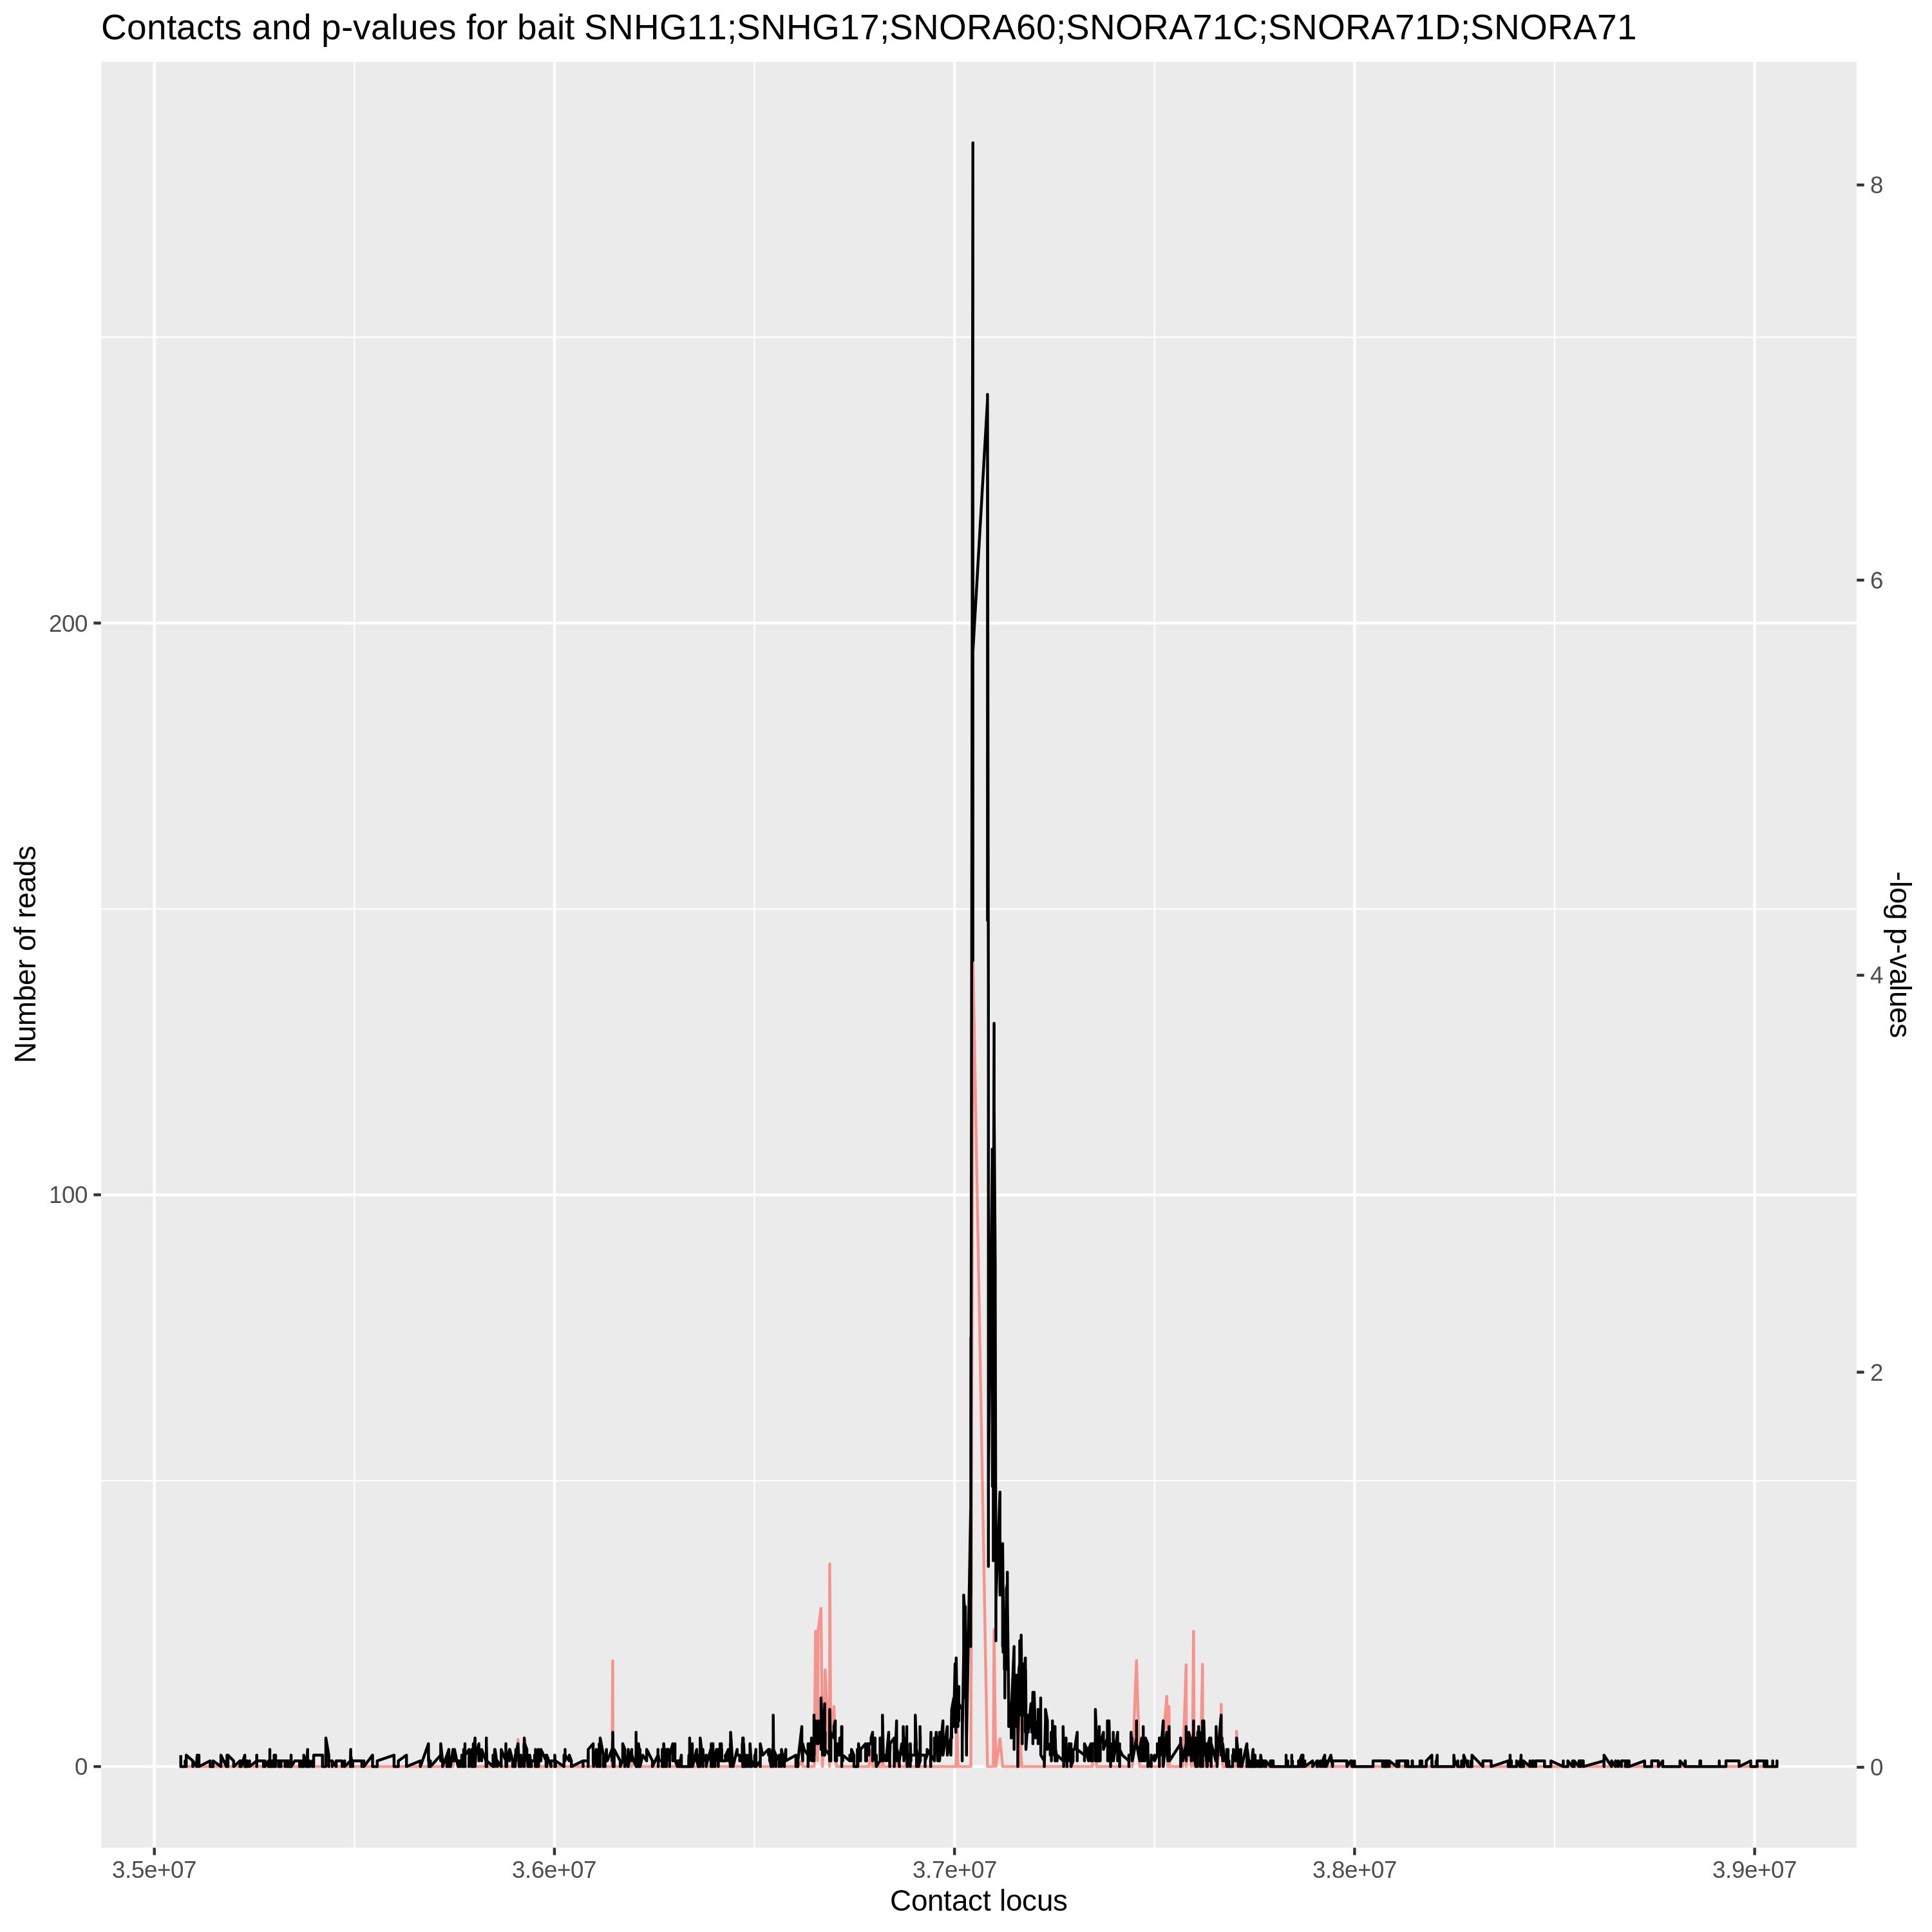 Contacts and p-values for bait SNHG11;SNHG17;SNORA60;SNORA71C;SNORA71D;SNORA71
Number of reads
200
100
0
8
6
4
2
0
-log p-values
3.5e+07 3.6e+07 3.7e+07 3.8e+07 3.9e+07
Contact locus